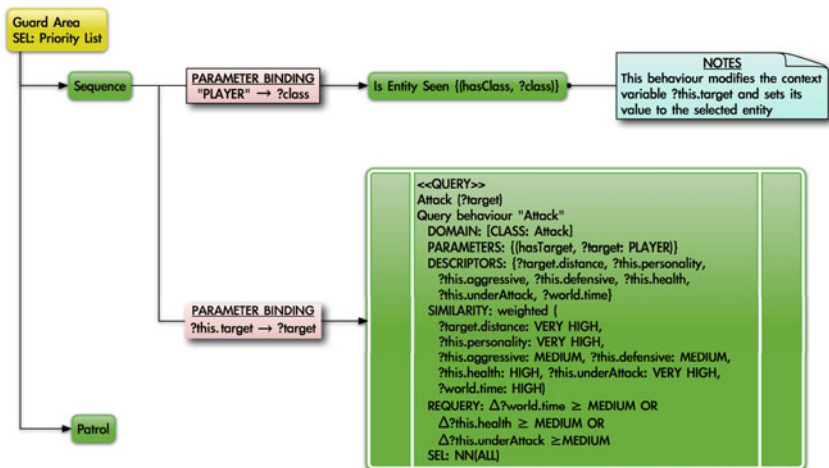 Guard Area
SEL: Priority List
Sequence
PARAMETER BINDING
"PLAYER" → ?class
Is Entity Seen {(hasClass, ?class)}
NOTES
This behaviour modifies the context
variable ?this.target and sets its
value to the selected entity
<<QUERY>>
Attack (?target)
Query behaviour "Attack"
DOMAIN: [CLASS: Attack]
PARAMETERS: {(hasTarget, ?target: PLAYER)}
DESCRIPTORS: {?target.distance, ?this.personality,
?this.aggressive, ?this.defensive, ?this.health,
?this.underAttack, ?world.time}
SIMILARITY: weighted (
?target.distance: VERY HIGH,
?this.personality: VERY HIGH,
?this.aggressive: MEDIUM, ?this.defensive: MEDIUM,
?this.health: HIGH, ?this.underAttack: VERY HIGH,
?world.time: HIGH)
REQUERY: Δ?world.time ≥ MEDIUM OR
Δ?this.health ≥ MEDIUM OR
Δ?this.underAttack ≥MEDIUM
SEL: NN(ALL)
PARAMETER BINDING
?this.target → ?target
Patrol